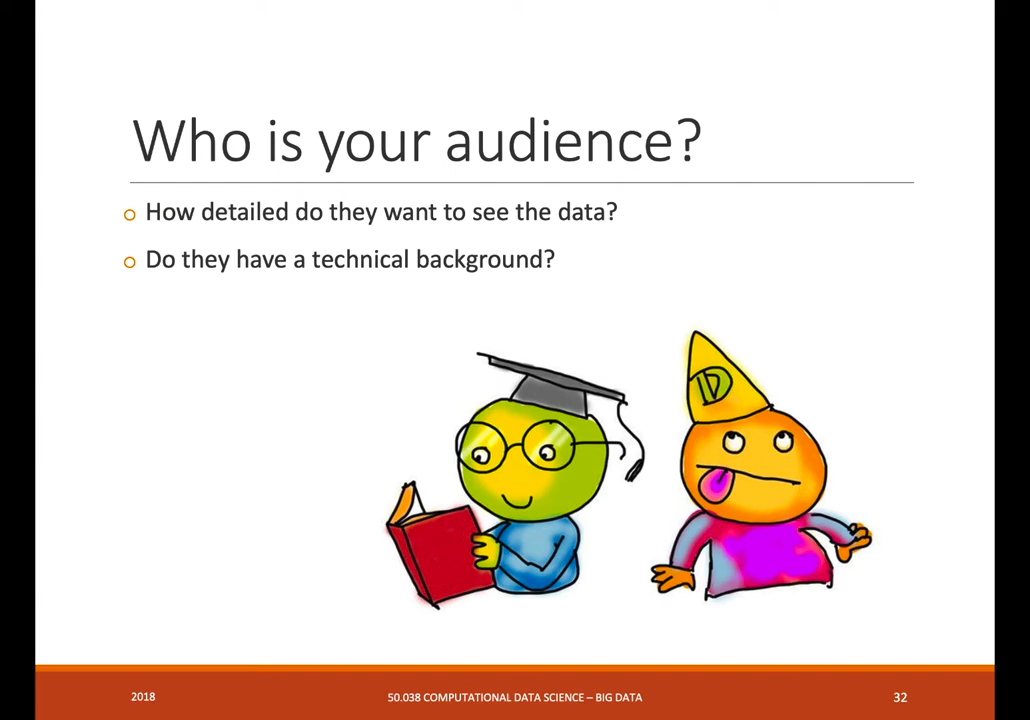 Who is your audience?
How detailed do they want to see the data?
Do they have a technical background?
D
2018
50.038 COMPUTATIONAL DATA SCIENCE – BIG DATA
32